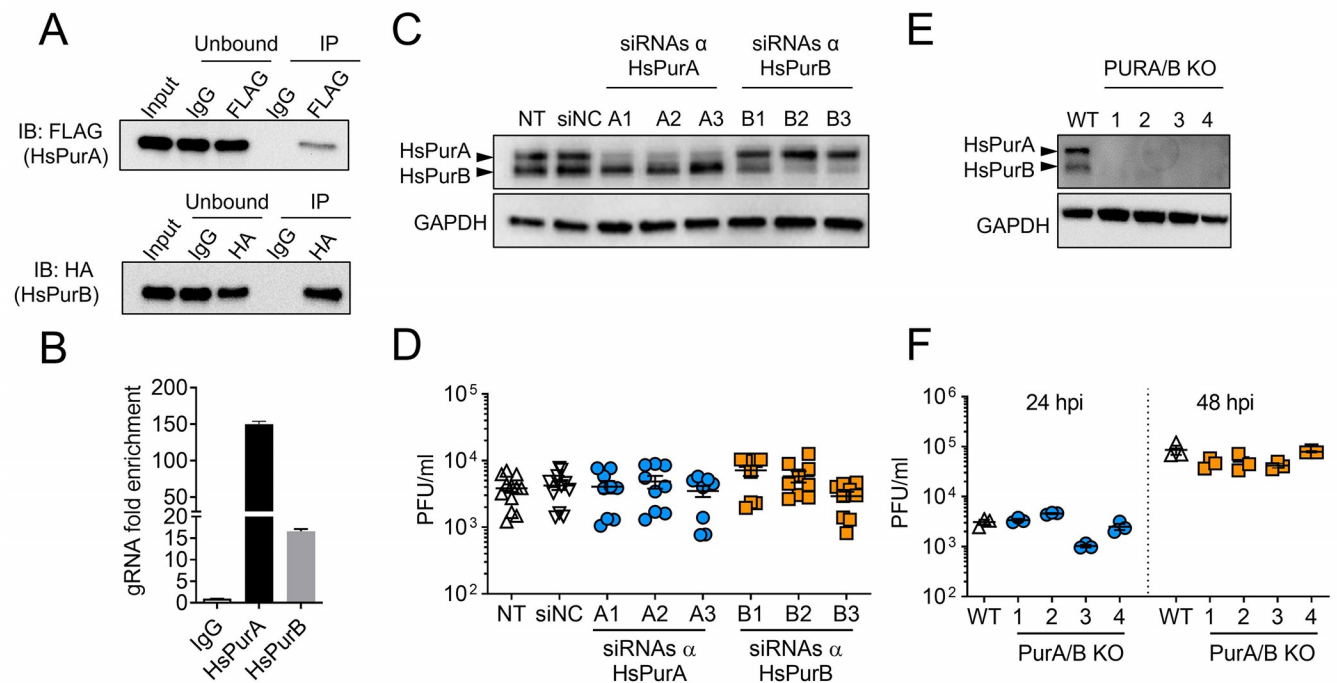 A
Unbound
IP
Input
IgG
FLAG
IgG
FLAG
IB: FLAG
(HsPurA)
Unbound
IP
Input
IgG
HA
IgG
HA
IB: HA
(HsPurB)
B
gRNA fold enrichment
200
150
100
50
20
15
10
5
0
IgG
HsPurA
HsPurB
C
siRNAs α
HsPurA
siRNAs α
HsPurB
NT siNC A1 A2 A3 B1 B2 B3
HsPurA
HsPurB
GAPDH
D
PFU/ml
10⁵
10⁴
10³
10²
NT siNC A1 A2 A3 B1 B2 B3
siRNAs α
HsPurA
siRNAs α
HsPurB
E
PURA/B KO
WT 1 2 3 4
HsPurA
HsPurB
GAPDH
F
24 hpi
48 hpi
PFU/ml
10⁶
10⁵
10⁴
10³
10²
WT 1 2 3 4 WT 1 2 3 4
PurA/B KO
PurA/B KO